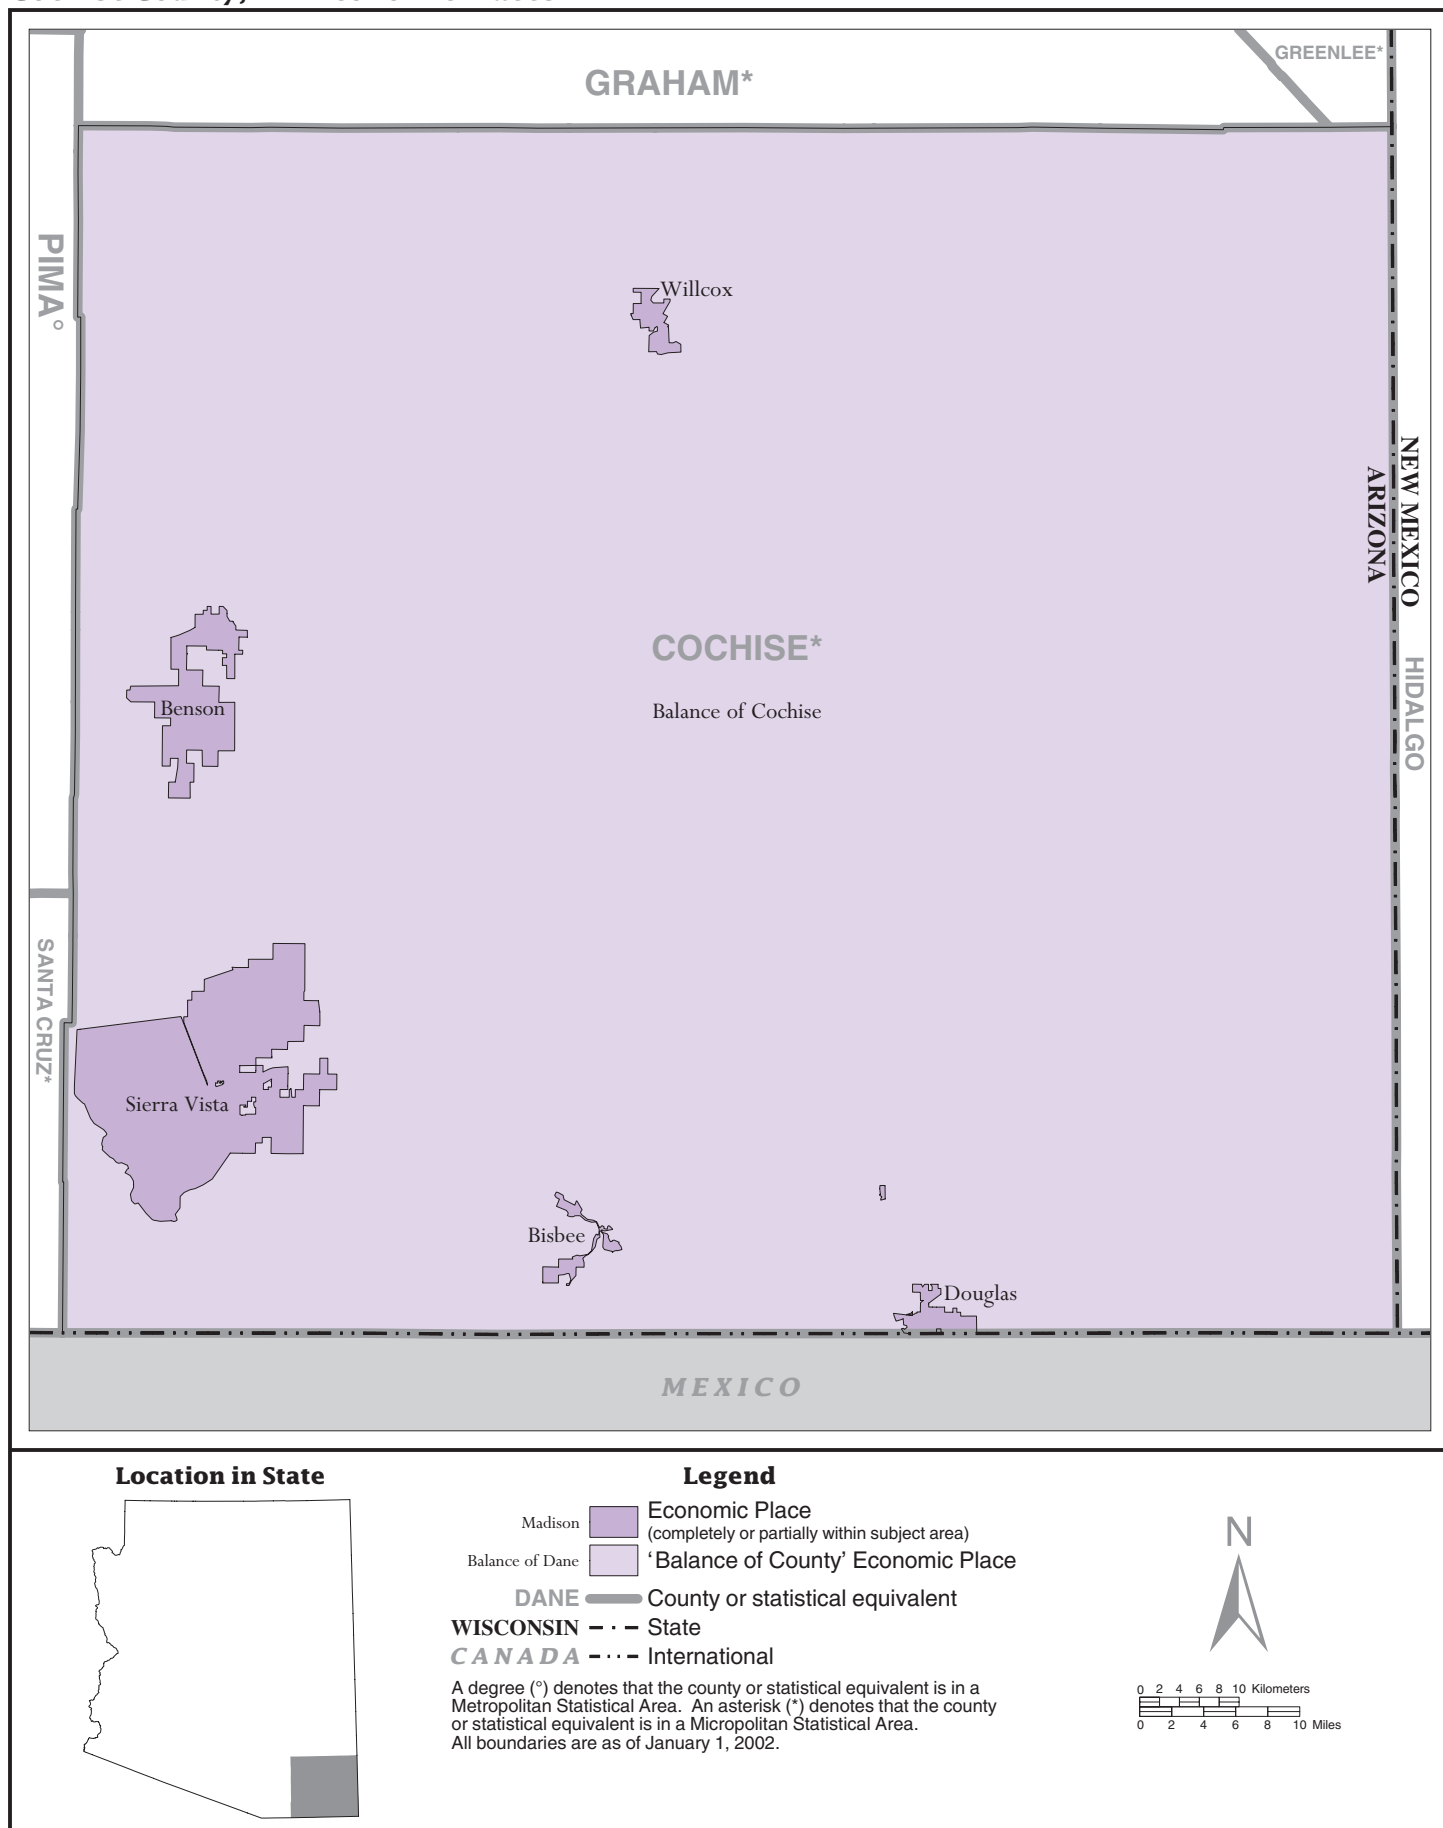 GREENLEE*
GRAHAM*
PIMA°
Willcox
NEW MEXICO
ARIZONA
COCHISE*
Benson
Balance of Cochise
HIDALGO
SANTA CRUZ*
Sierra Vista
Bisbee
Douglas
MEXICO
Location in State
Legend
Madison
Economic Place
(completely or partially within subject area)
Balance of Dane
‘Balance of County’ Economic Place
DANE
County or statistical equivalent
WISCONSIN
State
CANADA
International
A degree (°) denotes that the county or statistical equivalent is in a
Metropolitan Statistical Area. An asterisk (*) denotes that the county
or statistical equivalent is in a Micropolitan Statistical Area.
All boundaries are as of January 1, 2002.
N
0 2 4 6 8 10 Kilometers
0 2 4 6 8 10 Miles